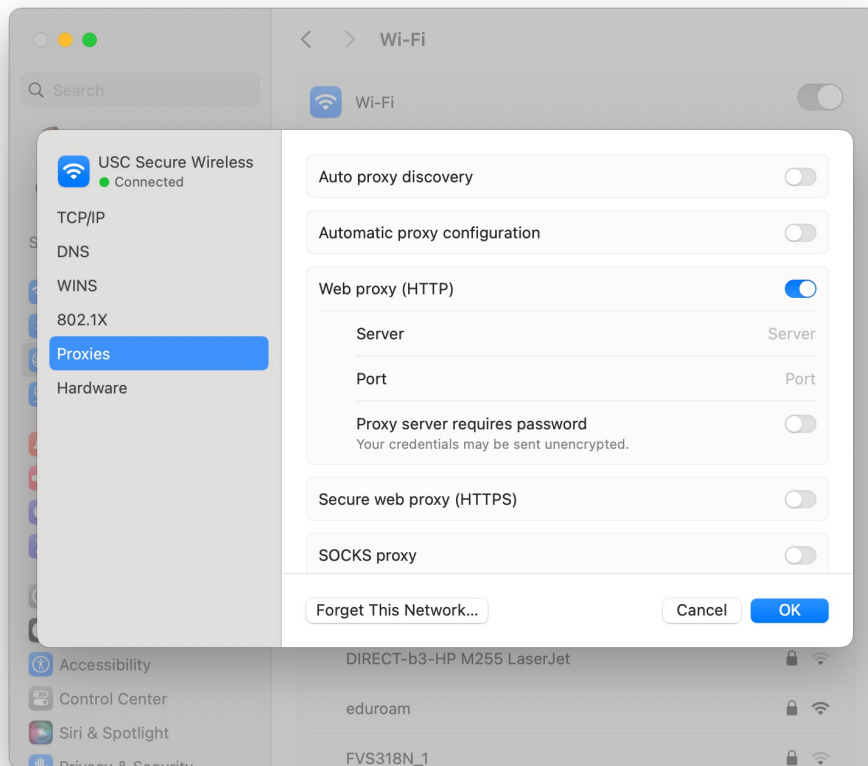 Wi-Fi
Search
Wi-Fi
USC Secure Wireless
Connected
TCP/IP
DNS
WINS
802.1X
Proxies
Hardware
Auto proxy discovery
Automatic proxy configuration
Web proxy (HTTP)
Server Server
Port Port
Proxy server requires password
Your credentials may be sent unencrypted.
Secure web proxy (HTTPS)
SOCKS proxy
Forget This Network... Cancel OK
Accessibility
Control Center
Siri & Spotlight
Privacy & Security
DIRECT-b3-HP M255 LaserJet
eduroam
FVS318N_1